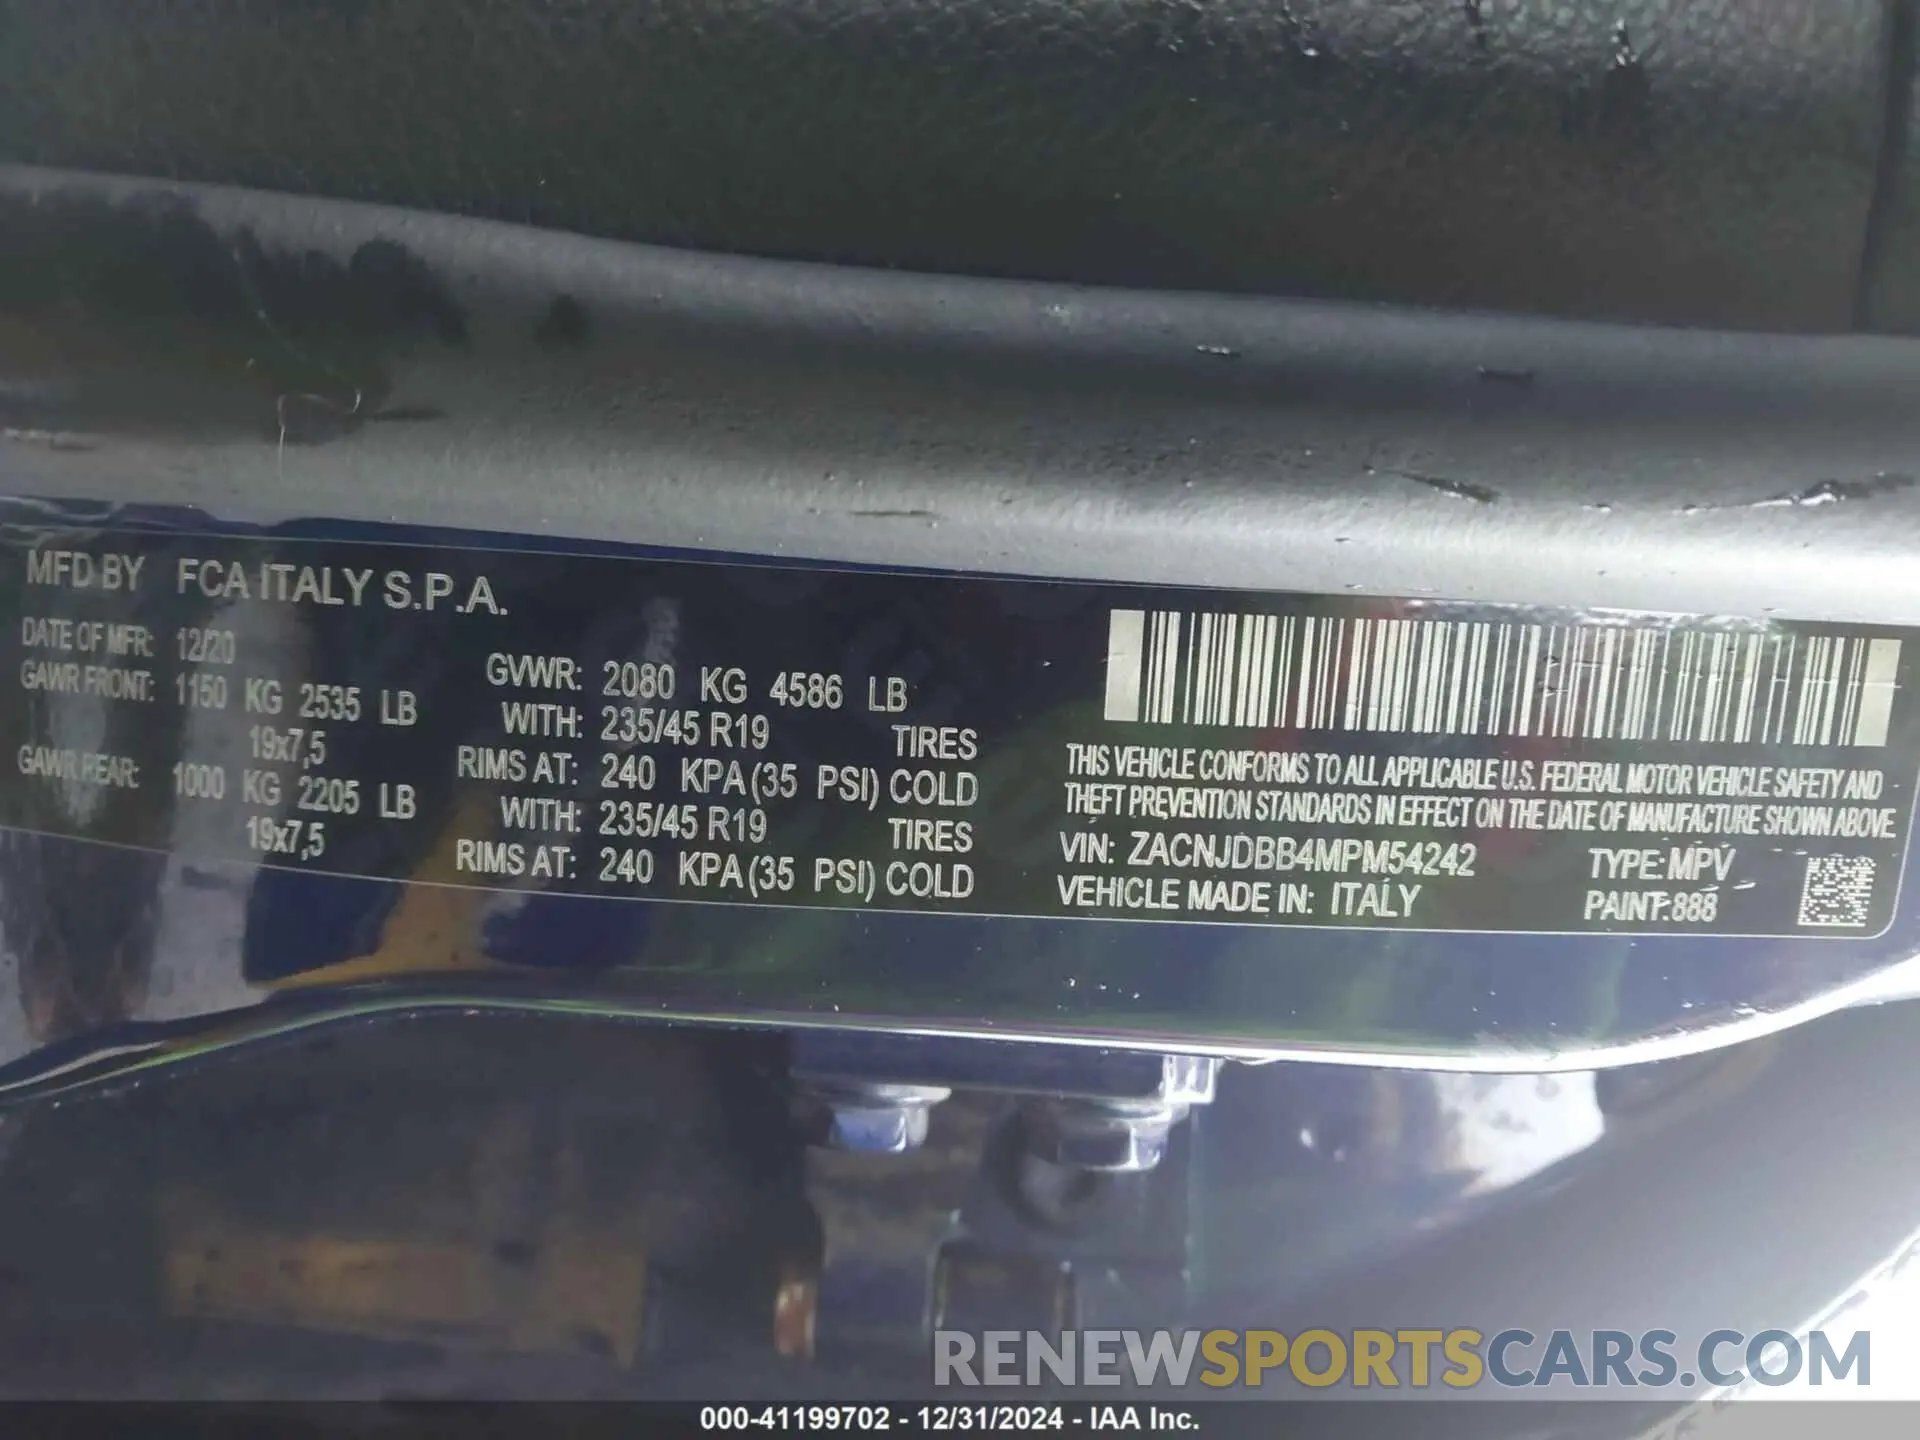 MFD BY FCA ITALY S.P.A.
DATE OF MFR: 12/20
GAWR FRONT: 1150 KG 2535 LB
19x7,5
GAWR REAR: 1000 KG 2205 LB
19x7,5
GVWR: 2080 KG 4586 LB
WITH: 235/45 R19 TIRES
RIMS AT: 240 KPA (35 PSI) COLD
WITH: 235/45 R19 TIRES
RIMS AT: 240 KPA (35 PSI) COLD
THIS VEHICLE CONFORMS TO ALL APPLICABLE U.S. FEDERAL MOTOR VEHICLE SAFETY AND
THEFT PREVENTION STANDARDS IN EFFECT ON THE DATE OF MANUFACTURE SHOWN ABOVE
VIN: ZACNJDBB4MPM54242 TYPE: MPV
VEHICLE MADE IN: ITALY PAINT: 888
RENEWSPORTSCARS.COM
000-41199702 - 12/31/2024 - IAA Inc.